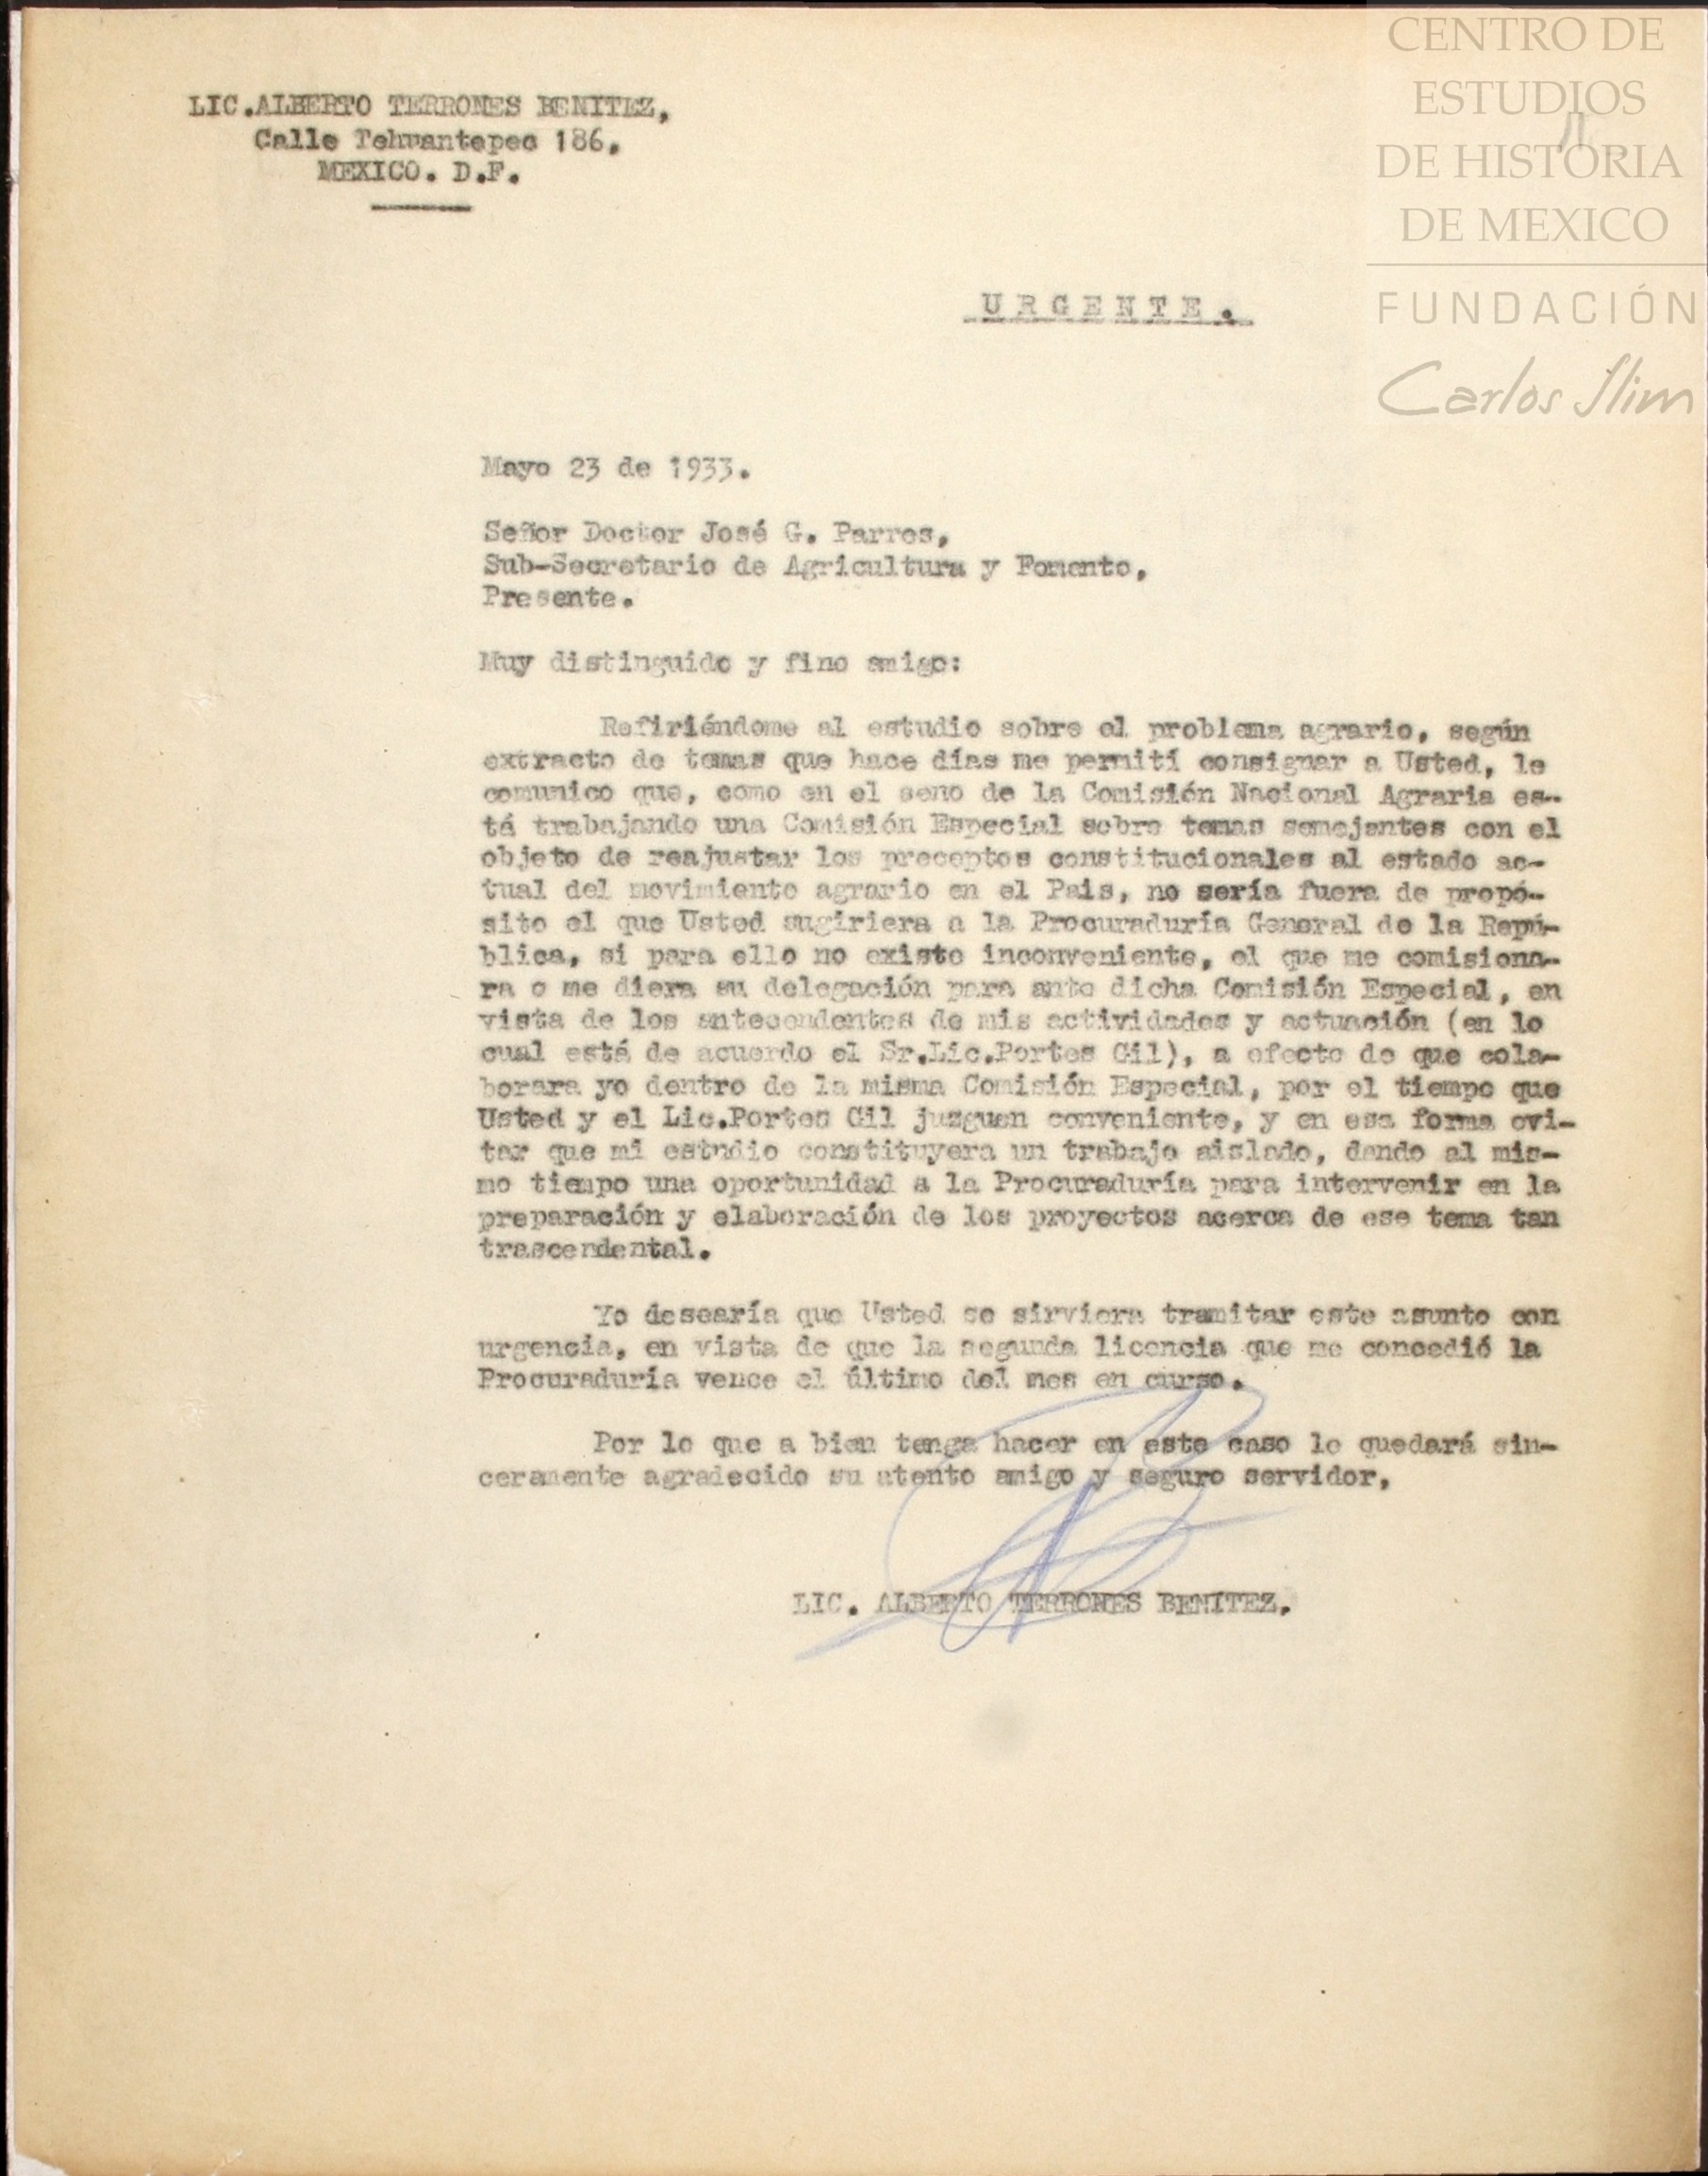 CENTRO DE
ESTUDIOS
DE HISTORIA
DE MEXICO
FUNDACIÓN
Carlos Slim
LIC.ALBERTO TERRONES BENITEZ,
Calle Tehuantepec 186.
MEXICO. D.F.
URGENTE.
Mayo 23 de 1933.
Señor Doctor José G. Parres,
Sub-Secretario de Agricultura y Fomento,
Presente.
Muy distinguido y fino amigo:
Refiriéndome al estudio sobre el problema agrario, según
extracto de temas que hace días me permití consignar a Usted, le
comunico que, como en el seno de la Comisión Nacional Agraria es-
tá trabajando una Comisión Especial sobre temas semejantes con el
objeto de reajustar los preceptos constitucionales al estado ac-
tual del movimiento agrario en el Pais, no sería fuera de propó-
sito el que Usted sugiriera a la Procuraduría General de la Repú-
blica, si para ello no existe inconveniente, el que me comisiona-
ra o me diera su delegación para ante dicha Comisión Especial, en
vista de los antecendentes de mis actividades y actuación (en lo
cual está de acuerdo el Sr.Lic.Portes Gil), a efecto de que cola-
borara yo dentro de la misma Comisión Especial, por el tiempo que
Usted y el Lic.Portes Gil juzguen conveniente, y en esa forma evi-
tar que mi estudio constituyera un trabajo aislado, dando al mis-
mo tiempo una oportunidad a la Procuraduría para intervenir en la
preparación y elaboración de los proyectos acerca de ese tema tan
trascendental.
Yo desearía que Usted se sirviera tramitar este asunto con
urgencia, en vista de que la segunda licencia que me concedió la
Procuraduría vence el último del mes en curso.
Por lo que a bien tenga hacer en este caso le quedará sin-
ceramente agradecido su atento amigo y seguro servidor,
LIC. ALBERTO TERRONES BENITEZ.